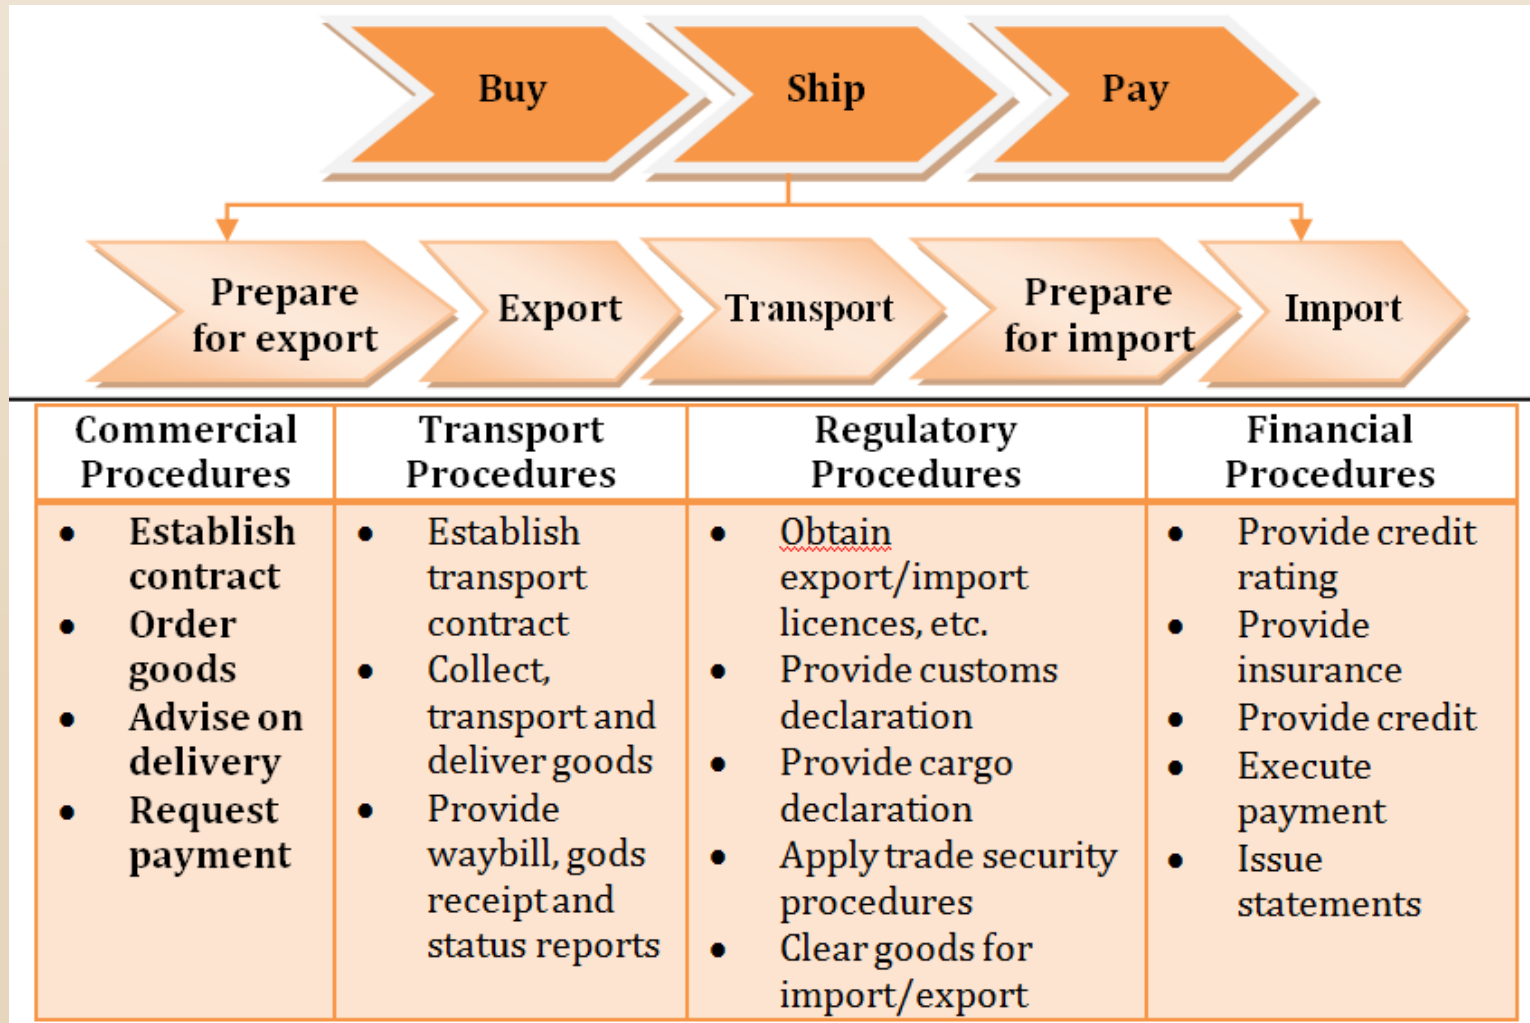 Buy
Ship
Pay
Prepare
for export
Export
Transport
Prepare
for import
Import
Commercial
Procedures
Transport
Procedures
Regulatory
Procedures
Financial
Procedures
• Establish
contract
• Order
goods
• Advise on
delivery
• Request
payment
• Establish
transport
contract
• Collect,
transport and
deliver goods
• Provide
waybill, gods
receipt and
status reports
• Obtain
export/import
licences, etc.
• Provide customs
declaration
• Provide cargo
declaration
• Apply trade security
procedures
• Clear goods for
import/export
• Provide credit
rating
• Provide
insurance
• Provide credit
• Execute
payment
• Issue
statements